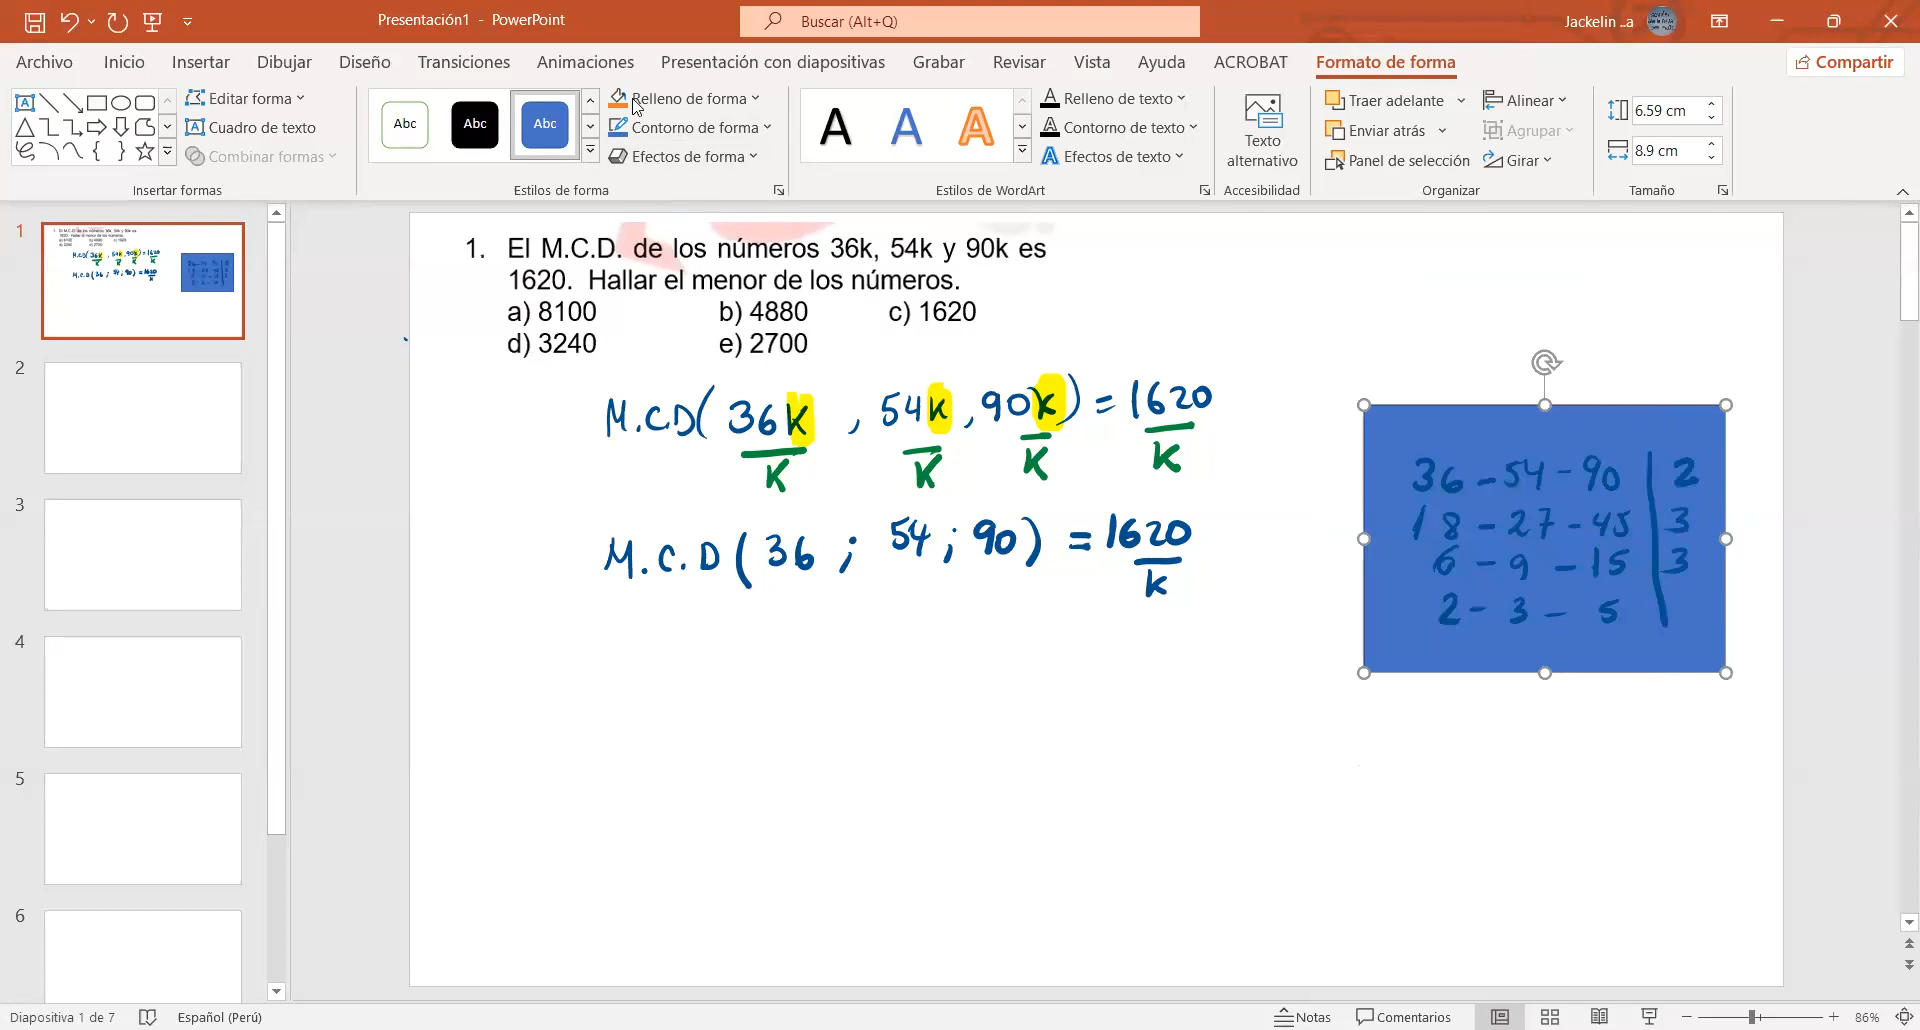 Presentación1 - PowerPoint
Buscar (Alt+Q)
Jackelin ..a
Archivo Inicio Insertar Dibujar Diseño Transiciones Animaciones Presentación con diapositivas Grabar Revisar Vista Ayuda ACROBAT Formato de forma
Compartir
Editar forma
Cuadro de texto
Combinar formas
Insertar formas
Abc Abc Abc
Relleno de forma
Contorno de forma
Efectos de forma
Estilos de forma
A A A
Relleno de texto
Contorno de texto
Efectos de texto
Estilos de WordArt
Texto
alternativo
Accesibilidad
Traer adelante
Enviar atrás
Panel de selección
Alinear
Agrupar
Girar
Organizar
6.59 cm
8.9 cm
Tamaño
1
2
3
4
5
6
1. El M.C.D. de los números 36k, 54k y 90k es
1620. Hallar el menor de los números.
a) 8100 b) 4880 c) 1620
d) 3240 e) 2700
M.CD( 36k , 54k , 90k ) = 1620
K K K K
M.C.D ( 36 ; 54 ; 90 ) = 1620
k
36 - 54 - 90 | 2
18 - 27 - 45 | 3
6 - 9 - 15 | 3
2 - 3 - 5
Diapositiva 1 de 7
Español (Perú)
Notas
Comentarios
86%